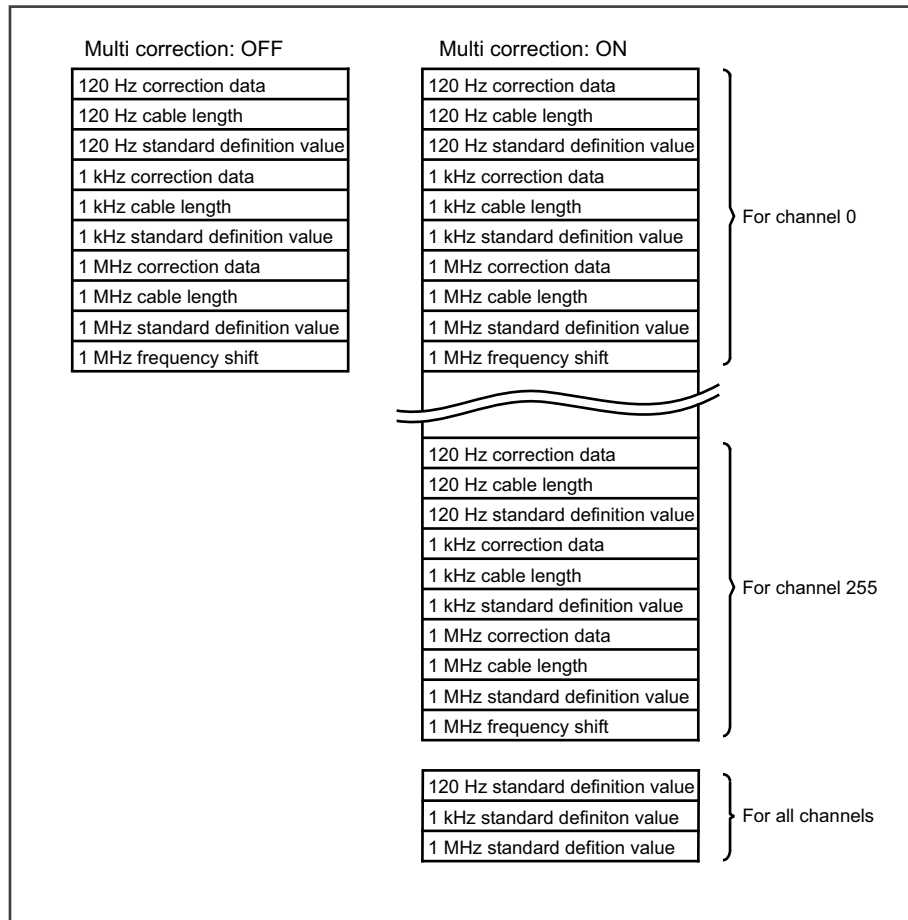 Multi correction: OFF
120 Hz correction data
120 Hz cable length
120 Hz standard definition value
1 kHz correction data
1 kHz cable length
1 kHz standard definition value
1 MHz correction data
1 MHz cable length
1 MHz standard definition value
1 MHz frequency shift
Multi correction: ON
120 Hz correction data
120 Hz cable length
120 Hz standard definition value
1 kHz correction data
1 kHz cable length
1 kHz standard definition value
1 MHz correction data
1 MHz cable length
1 MHz standard definition value
1 MHz frequency shift
For channel 0
120 Hz correction data
120 Hz cable length
120 Hz standard definition value
1 kHz correction data
1 kHz cable length
1 kHz standard definition value
1 MHz correction data
1 MHz cable length
1 MHz standard definition value
1 MHz frequency shift
For channel 255
120 Hz standard definition value
1 kHz standard definiton value
1 MHz standard defition value
For all channels